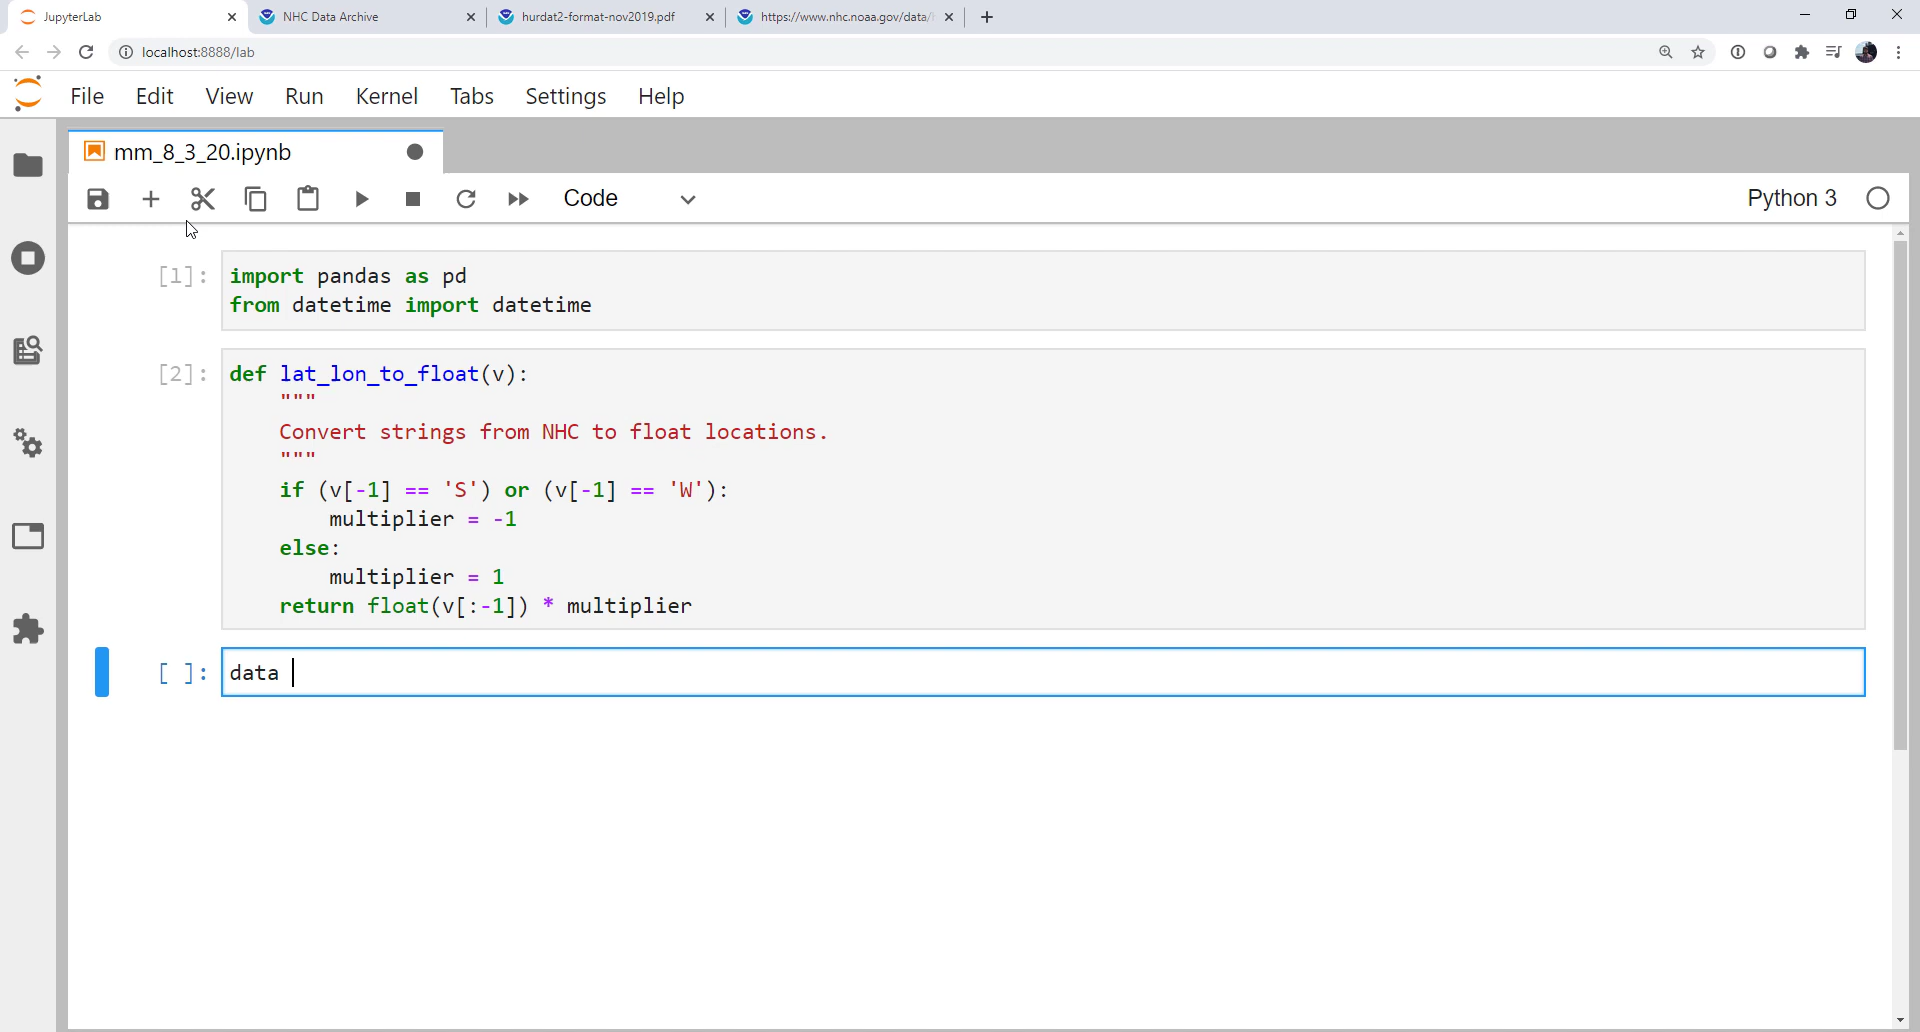 JupyterLab
NHC Data Archive
hurdat2-format-nov2019.pdf
https://www.nhc.noaa.gov/data/
localhost:8888/lab
File Edit View Run Kernel Tabs Settings Help
mm_8_3_20.ipynb
Code
Python 3
[1]:
import pandas as pd
from datetime import datetime
[2]:
def lat_lon_to_float(v):
"""
Convert strings from NHC to float locations.
"""
if (v[-1] == 'S') or (v[-1] == 'W'):
multiplier = -1
else:
multiplier = 1
return float(v[:-1]) * multiplier
[ ]:
data